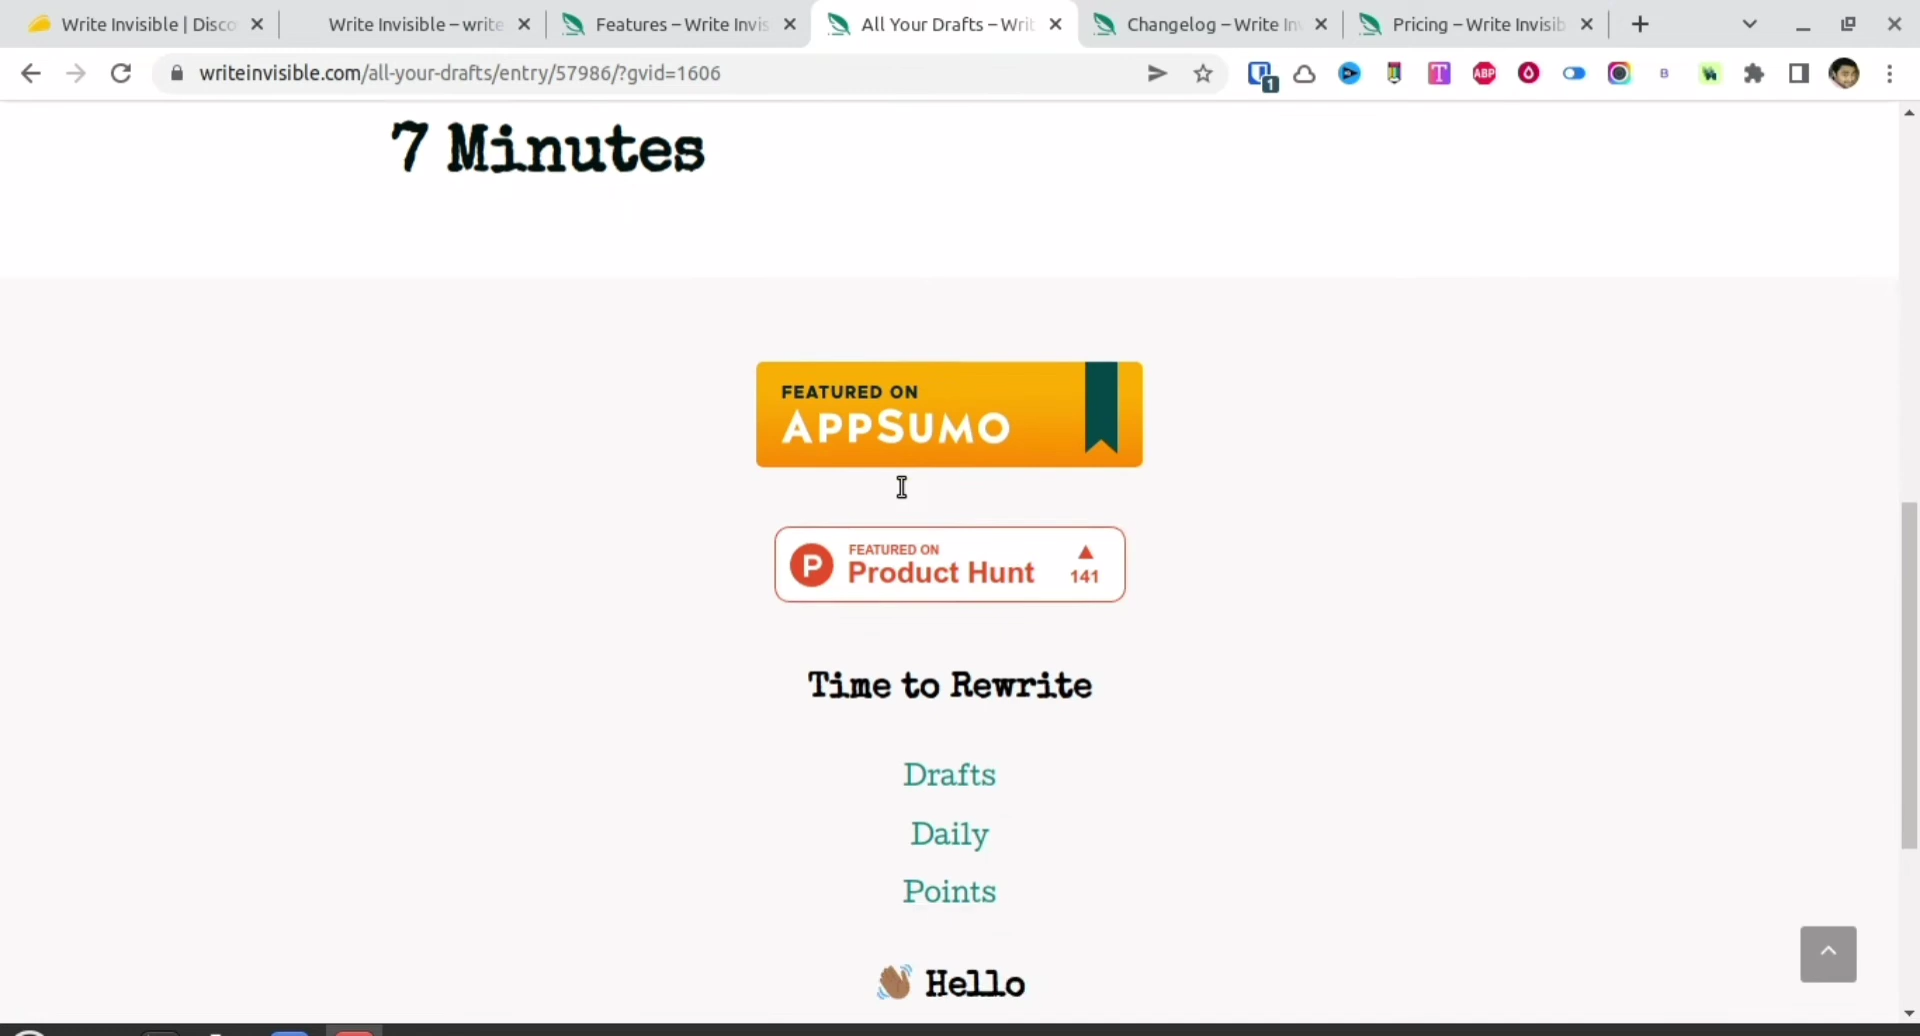 Write Invisible | Disco
Write Invisible – write
Features – Write Invis
All Your Drafts – Writ
Changelog – Write In
Pricing – Write Invisib
writeinvisible.com/all-your-drafts/entry/57986/?gvid=1606
1
T
ABP
B
7 Minutes
FEATURED ON
APPSUMO
P
FEATURED ON
Product Hunt
141
Time to Rewrite
Drafts
Daily
Points
👋🏾 Hello